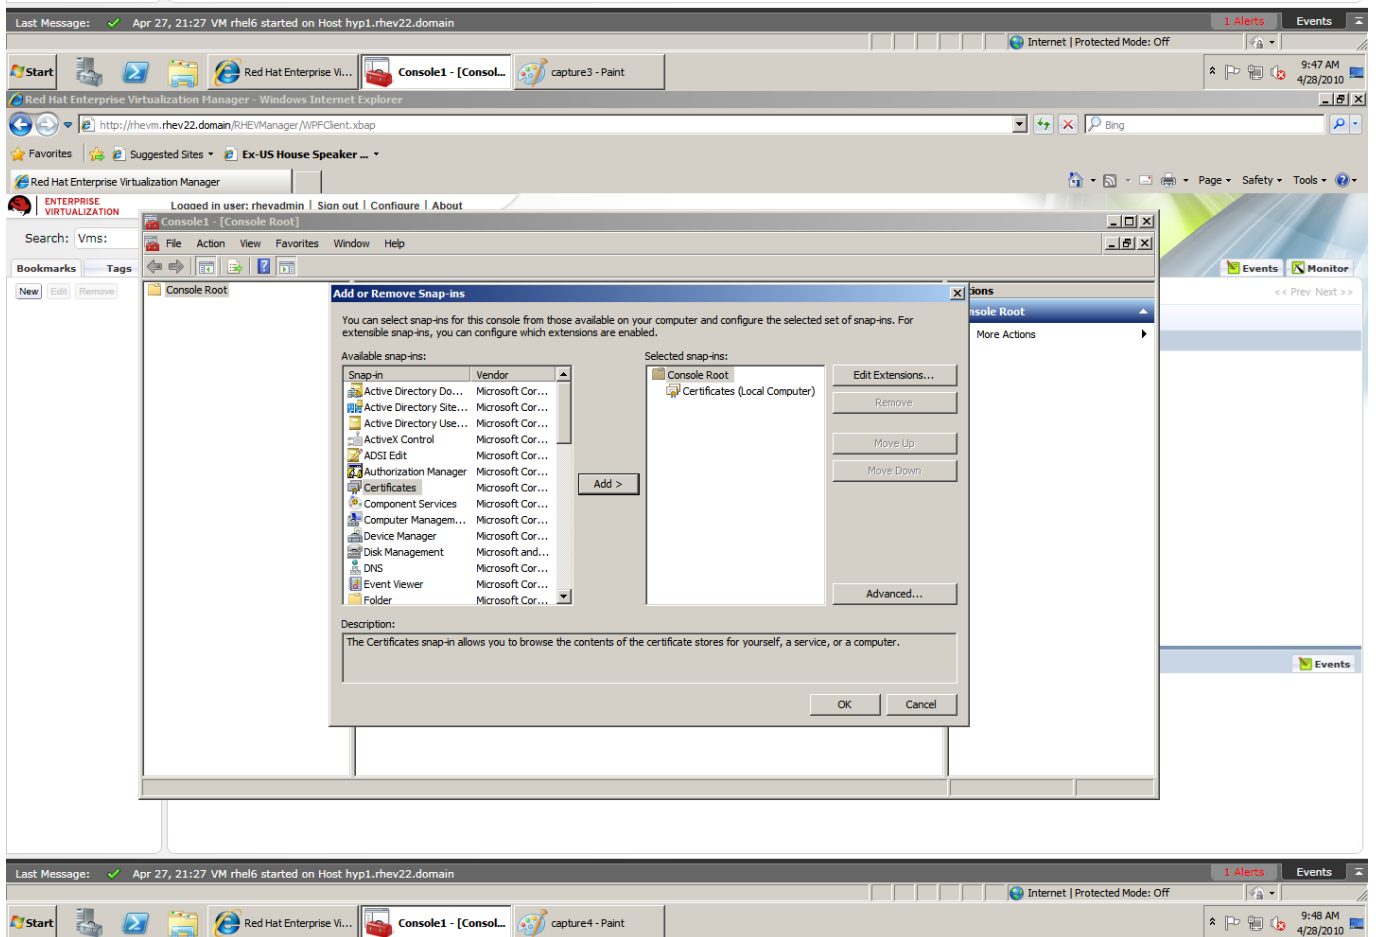 Last Message: Apr 27, 21:27 VM rhel6 started on Host hyp1.rhev22.domain 1 Alerts Events
Internet | Protected Mode: Off
Start Red Hat Enterprise Vi... Console1 - [Consol... capture3 - Paint 9:47 AM
4/28/2010
Red Hat Enterprise Virtualization Manager - Windows Internet Explorer
http://rhevm.rhev22.domain/RHEVManager/WPFClient.xbap Bing
Favorites Suggested Sites Ex-US House Speaker ...
Red Hat Enterprise Virtualization Manager Page Safety Tools
ENTERPRISE
VIRTUALIZATION
Logged in user: rhevadmin | Sign out | Configure | About
Console1 - [Console Root]
Search: Vms:
File Action View Favorites Window Help
Bookmarks Tags Events Monitor
New Edit Remove << Prev Next >>
Console Root
Add or Remove Snap-ins
tions
nsole Root
More Actions
You can select snap-ins for this console from those available on your computer and configure the selected set of snap-ins. For
extensible snap-ins, you can configure which extensions are enabled.
Available snap-ins: Selected snap-ins:
Snap-in Vendor
Active Directory Do... Microsoft Cor...
Active Directory Site... Microsoft Cor...
Active Directory Use... Microsoft Cor...
ActiveX Control Microsoft Cor...
ADSI Edit Microsoft Cor...
Authorization Manager Microsoft Cor...
Certificates Microsoft Cor...
Component Services Microsoft Cor...
Computer Managem... Microsoft Cor...
Device Manager Microsoft Cor...
Disk Management Microsoft and...
DNS Microsoft Cor...
Event Viewer Microsoft Cor...
Folder Microsoft Cor...
Add >
Console Root
Certificates (Local Computer)
Edit Extensions...
Remove
Move Up
Move Down
Advanced...
Description:
The Certificates snap-in allows you to browse the contents of the certificate stores for yourself, a service, or a computer.
OK Cancel
Events
Last Message: Apr 27, 21:27 VM rhel6 started on Host hyp1.rhev22.domain 1 Alerts Events
Internet | Protected Mode: Off
Start Red Hat Enterprise Vi... Console1 - [Consol... capture4 - Paint 9:48 AM
4/28/2010